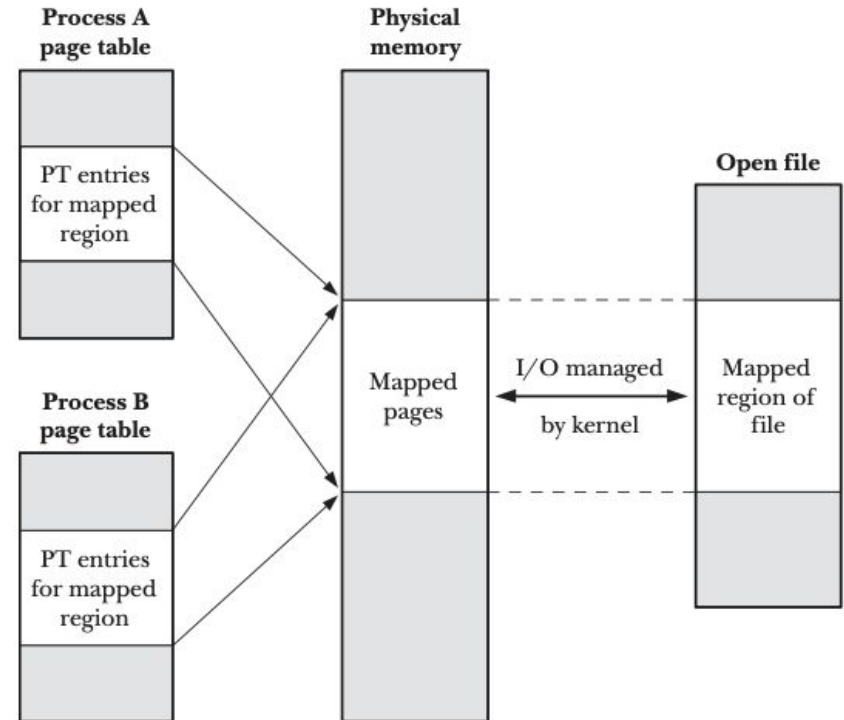 Process A
page table
PT entries
for mapped
region
Process B
page table
PT entries
for mapped
region
Physical
memory
Mapped
pages
I/O managed
by kernel
Open file
Mapped
region of
file